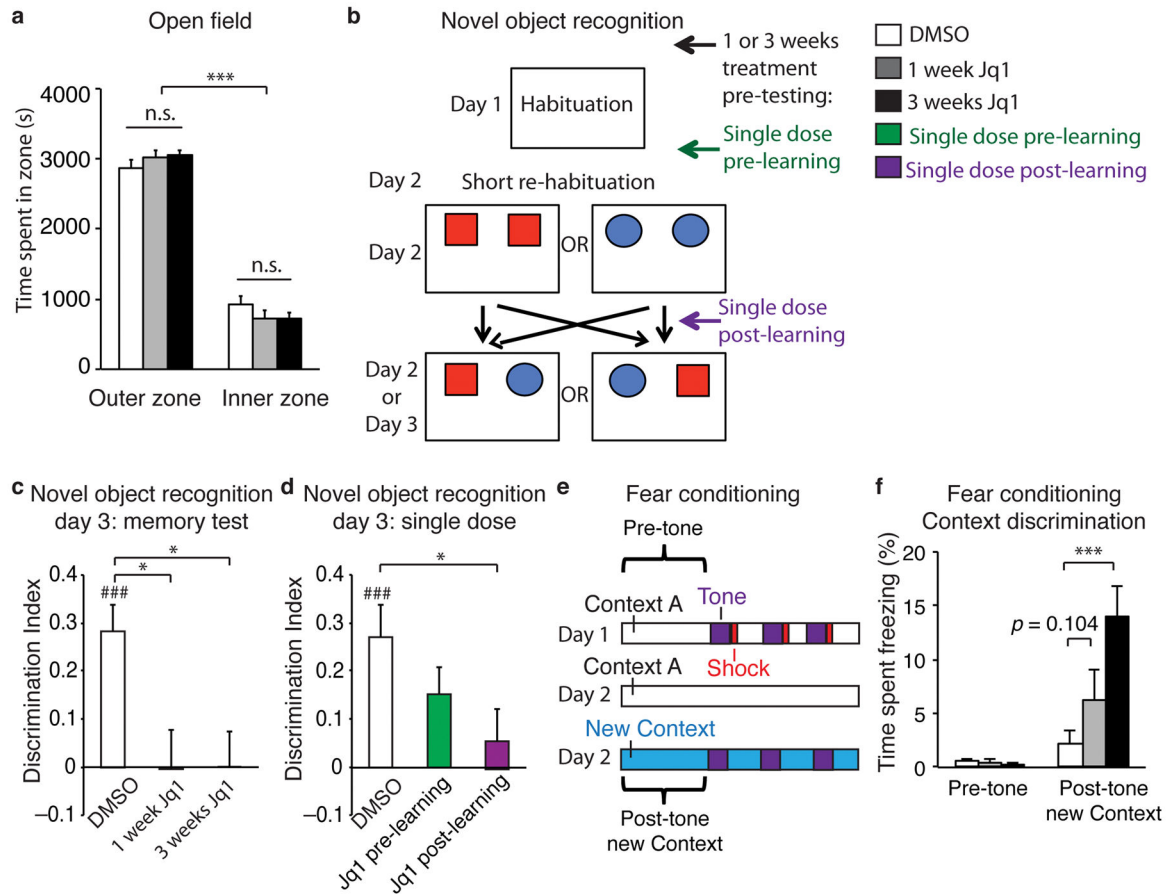 a
Open field
Time spent in zone (s)
4000
3000
2000
1000
0
***
n.s.
n.s.
Outer zone
Inner zone
b
Novel object recognition
1 or 3 weeks
treatment
pre-testing:
Day 1
Habituation
Single dose
pre-learning
Day 2
Short re-habituation
Day 2
OR
Single dose
post-learning
Day 2
or
Day 3
OR
DMSO
1 week Jq1
3 weeks Jq1
Single dose pre-learning
Single dose post-learning
c
Novel object recognition
day 3: memory test
Discrimination Index
0.4
0.3
0.2
0.1
0
–0.1
*
*
###
DMSO
1 week Jq1
3 weeks Jq1
d
Novel object recognition
day 3: single dose
Discrimination Index
0.4
0.3
0.2
0.1
0
–0.1
*
###
DMSO
Jq1 pre-learning
Jq1 post-learning
e
Fear conditioning
Pre-tone
Context A
Tone
Day 1
Context A
Shock
Day 2
New Context
Day 2
Post-tone
new Context
f
Fear conditioning
Context discrimination
Time spent freezing (%)
20
15
10
5
0
***
p = 0.104
Pre-tone
Post-tone
new Context